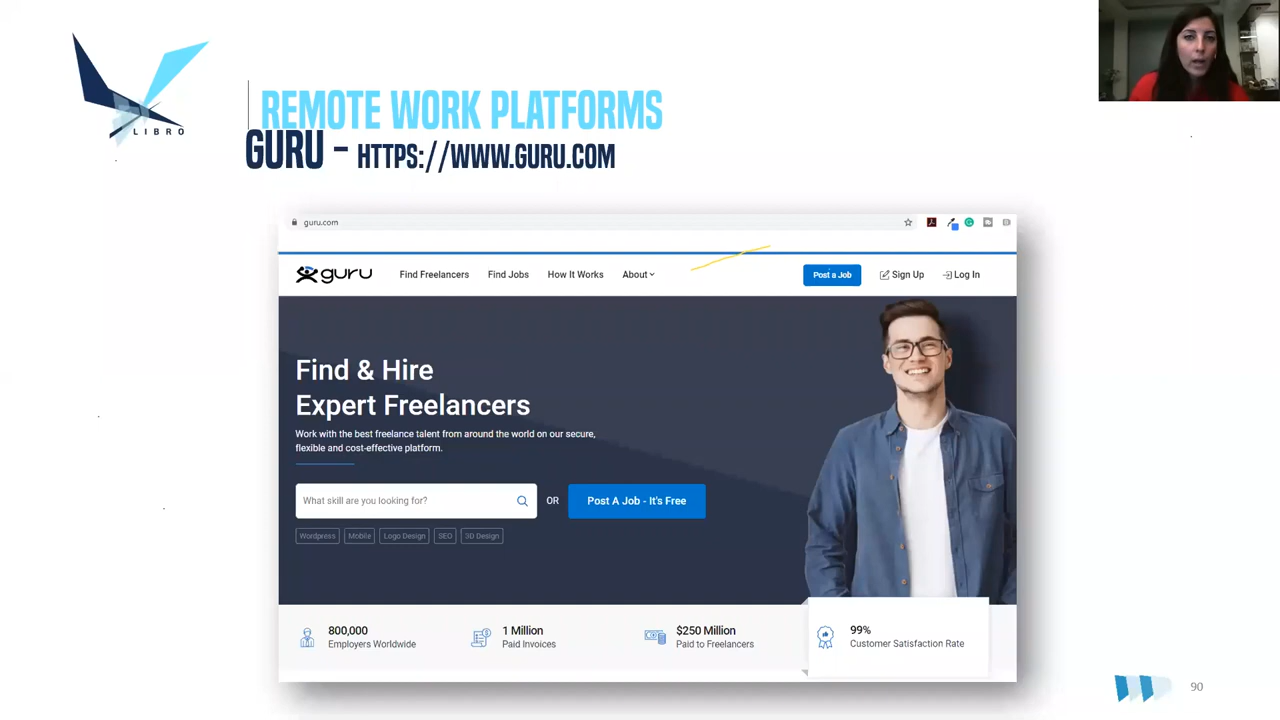 LIBRO
REMOTE WORK PLATFORMS
GURU – HTTPS://WWW.GURU.COM
guru.com
guru
Find Freelancers Find Jobs How It Works About Post a Job Sign Up Log In
Find & Hire
Expert Freelancers
Work with the best freelance talent from around the world on our secure,
flexible and cost-effective platform.
What skill are you looking for? OR Post A Job - It's Free
Wordpress Mobile Logo Design SEO 3D Design
800,000 1 Million $250 Million 99%
Employers Worldwide Paid Invoices Paid to Freelancers Customer Satisfaction Rate
90